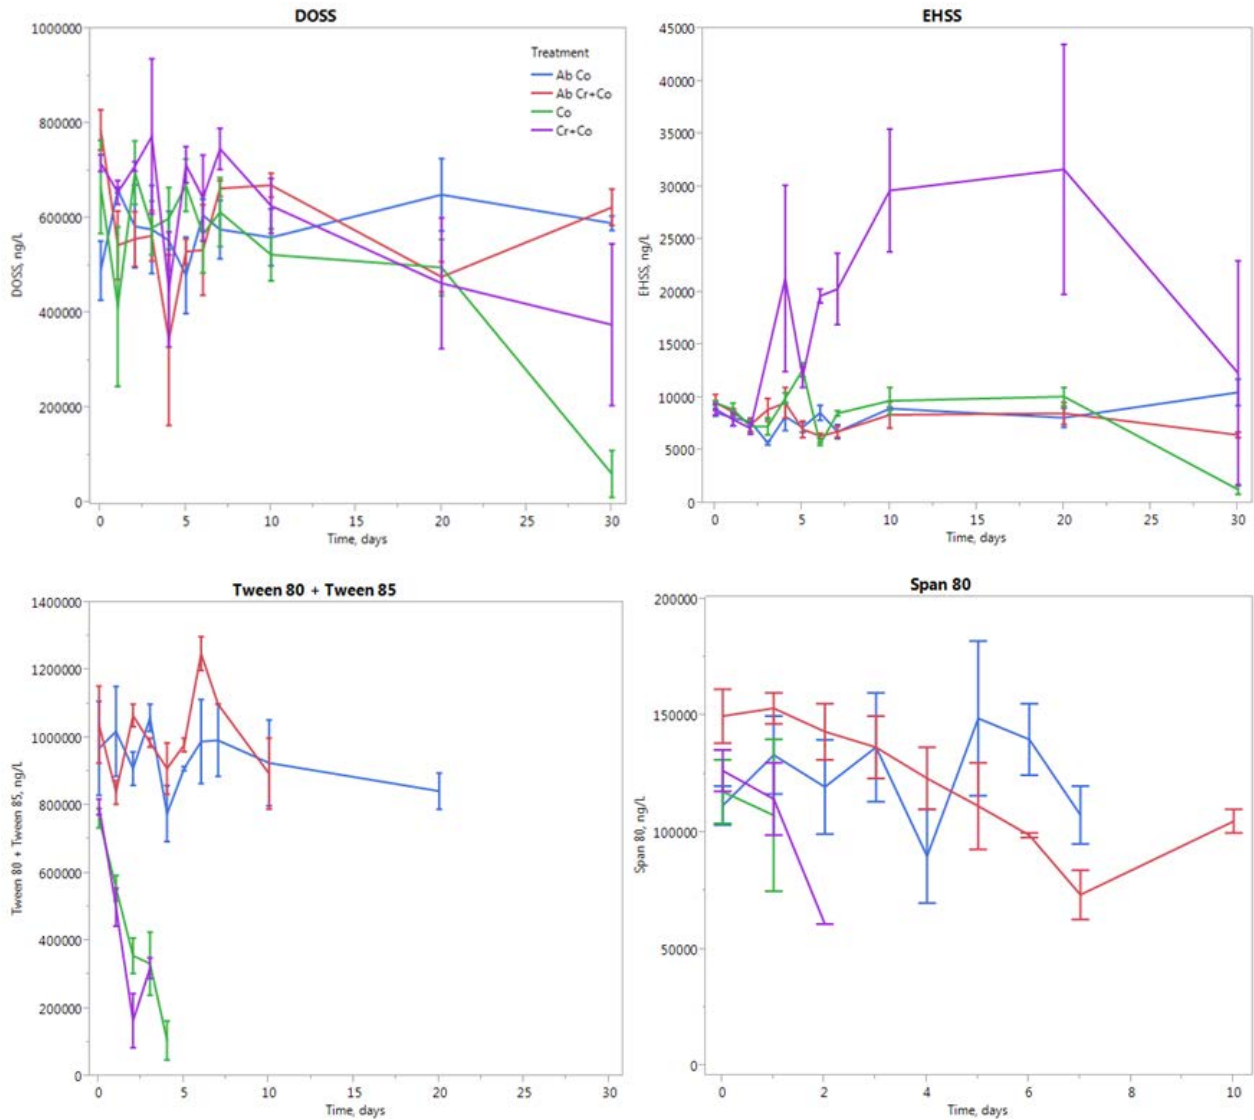 DOSS
1000000
800000
600000
400000
200000
0
DOSS, ng/L
Treatment
Ab Co
Ab Cr+Co
Co
Cr+Co
0 5 10 15 20 25 30
Time, days
EHSS
45000
40000
35000
30000
25000
20000
15000
10000
5000
0
EHSS, ng/L
0 5 10 15 20 25 30
Time, days
Tween 80 + Tween 85
1400000
1200000
1000000
800000
600000
400000
200000
0
Tween 80 + Tween 85, ng/L
0 5 10 15 20 25 30
Time, days
Span 80
200000
150000
100000
50000
0
Span 80, ng/L
0 2 4 6 8 10
Time, days